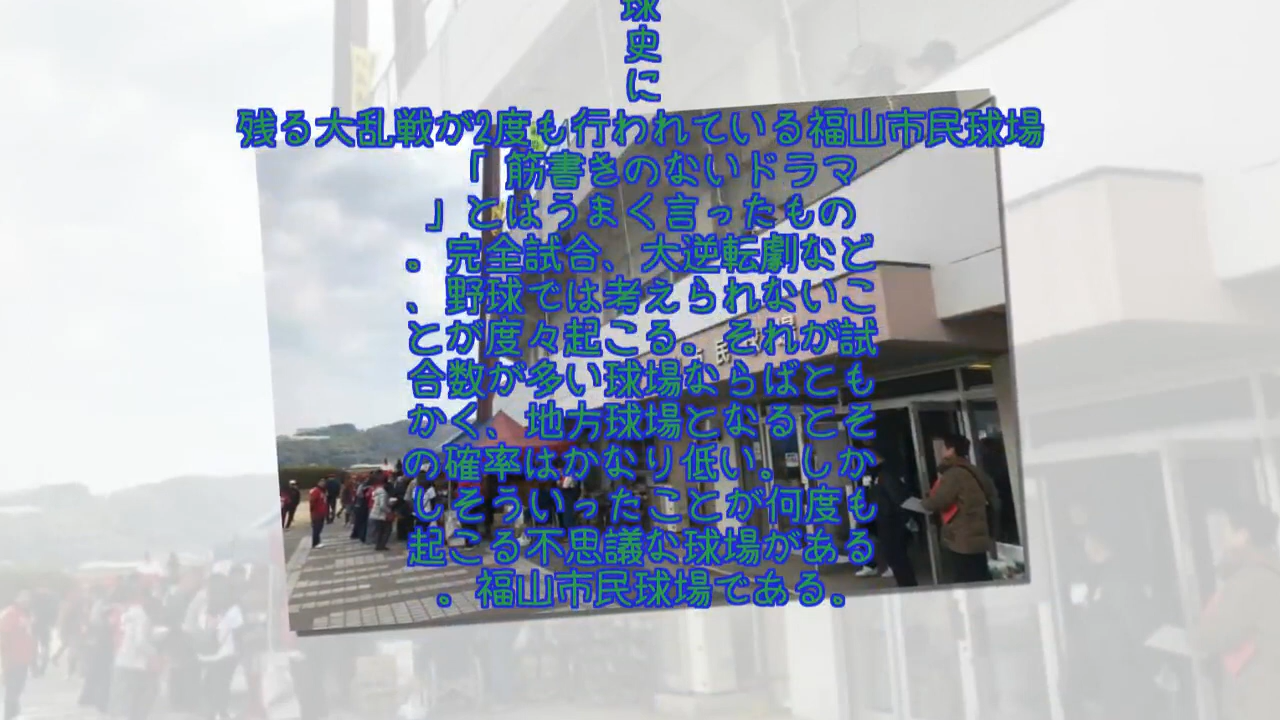 球
史
に
残る大乱戦が2度も行われている福山市民球場
「 筋書きのないドラマ
」とはうまく言ったもの
。完全試合、大逆転劇など
、野球では考えられないこ
とが度々起こる。それが試
合数が多い球場ならばとも
かく、地方球場となるとそ
の確率はかなり低い。しか
しそういったことが何度も
起こる不思議な球場がある
。福山市民球場である。